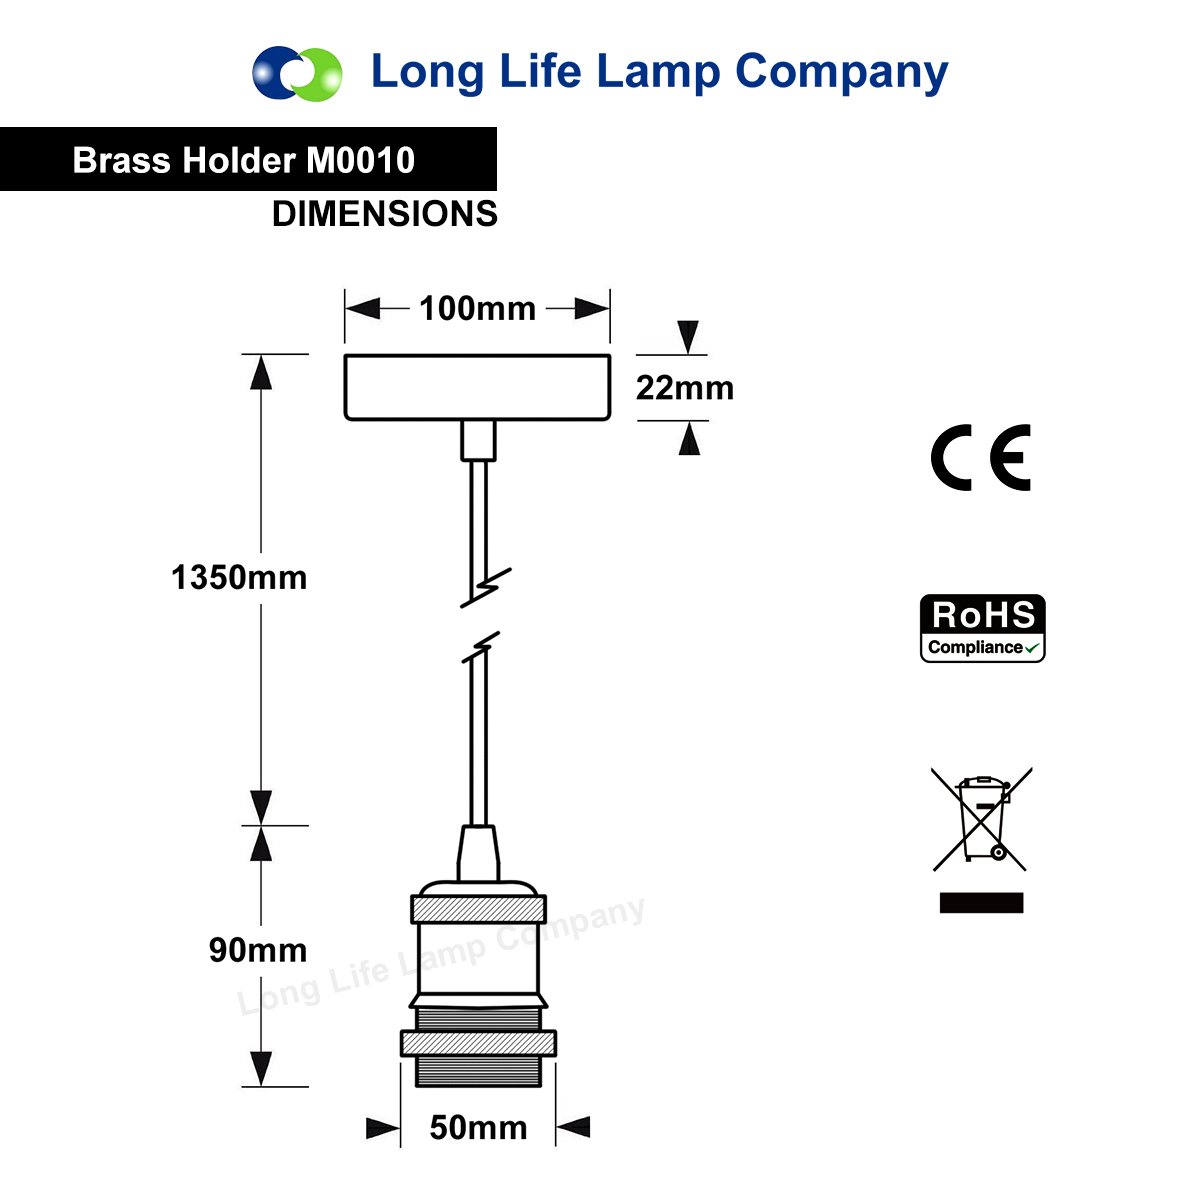 Long Life Lamp Company
Brass Holder M0010
DIMENSIONS
100mm
22mm
CE
1350mm
RoHS
Compliance
90mm
Long Life Lamp Company
50mm